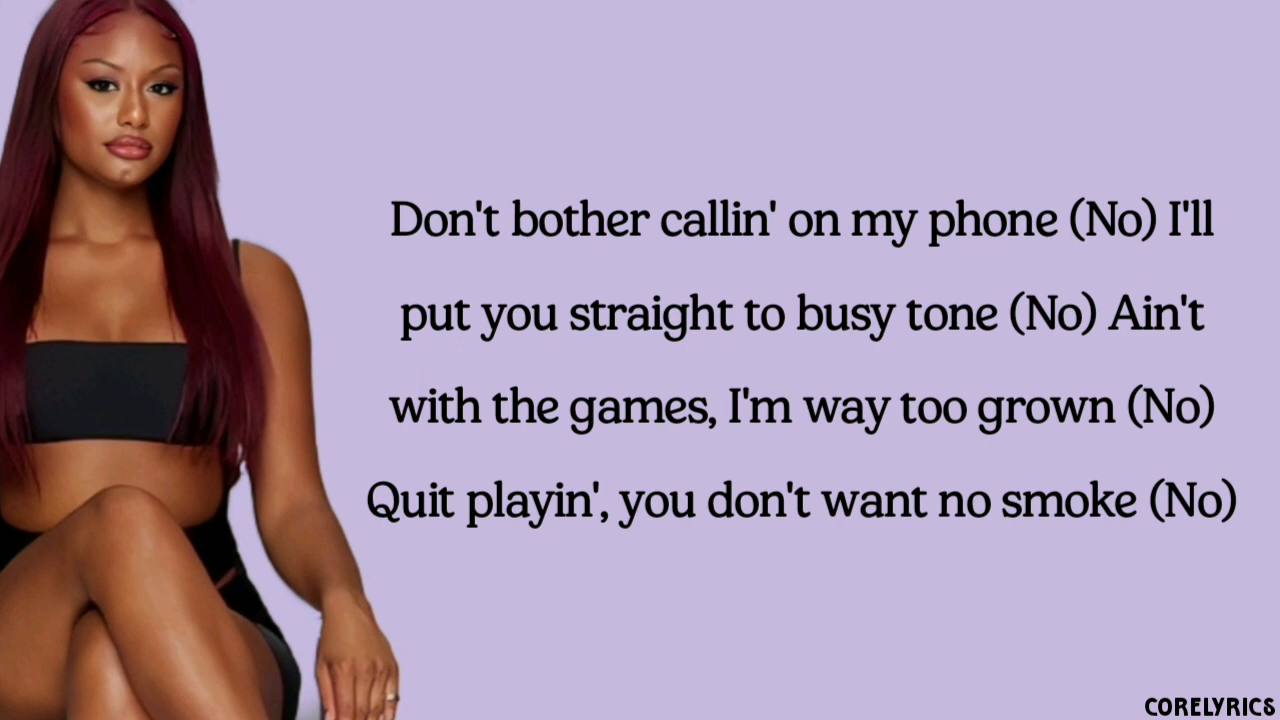 Don't bother callin' on my phone (No) I'll
put you straight to busy tone (No) Ain't
with the games, I'm way too grown (No)
Quit playin', you don't want no smoke (No)
CORELYRICS